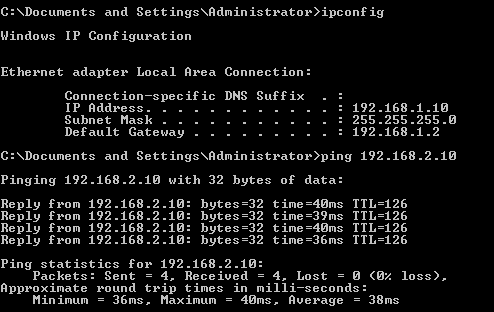 C:\Documents and Settings\Administrator>ipconfig
Windows IP Configuration
Ethernet adapter Local Area Connection:
Connection-specific DNS Suffix . :
IP Address. . . . . . . . . . . . : 192.168.1.10
Subnet Mask . . . . . . . . . . . : 255.255.255.0
Default Gateway . . . . . . . . . : 192.168.1.2
C:\Documents and Settings\Administrator>ping 192.168.2.10
Pinging 192.168.2.10 with 32 bytes of data:
Reply from 192.168.2.10: bytes=32 time=40ms TTL=126
Reply from 192.168.2.10: bytes=32 time=39ms TTL=126
Reply from 192.168.2.10: bytes=32 time=40ms TTL=126
Reply from 192.168.2.10: bytes=32 time=36ms TTL=126
Ping statistics for 192.168.2.10:
Packets: Sent = 4, Received = 4, Lost = 0 (0% loss),
Approximate round trip times in milli-seconds:
Minimum = 36ms, Maximum = 40ms, Average = 38ms